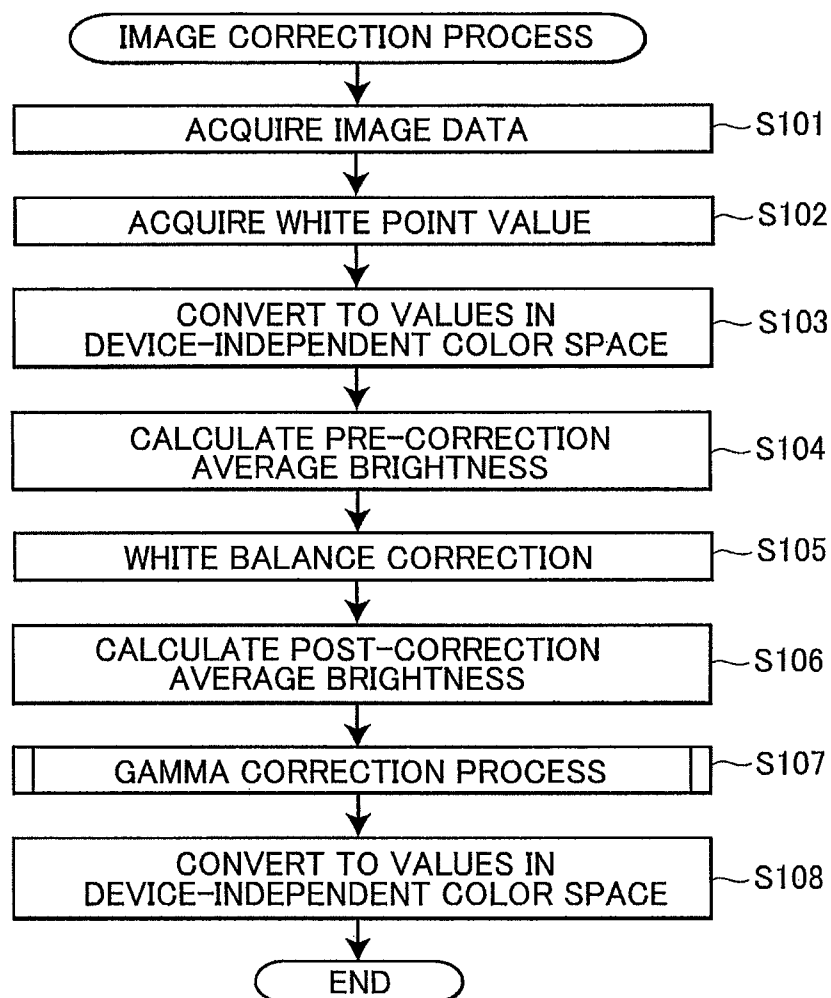 IMAGE CORRECTION PROCESS
ACQUIRE IMAGE DATA
S101
ACQUIRE WHITE POINT VALUE
S102
CONVERT TO VALUES IN
DEVICE-INDEPENDENT COLOR SPACE
S103
CALCULATE PRE-CORRECTION
AVERAGE BRIGHTNESS
S104
WHITE BALANCE CORRECTION
S105
CALCULATE POST-CORRECTION
AVERAGE BRIGHTNESS
S106
GAMMA CORRECTION PROCESS
S107
CONVERT TO VALUES IN
DEVICE-INDEPENDENT COLOR SPACE
S108
END